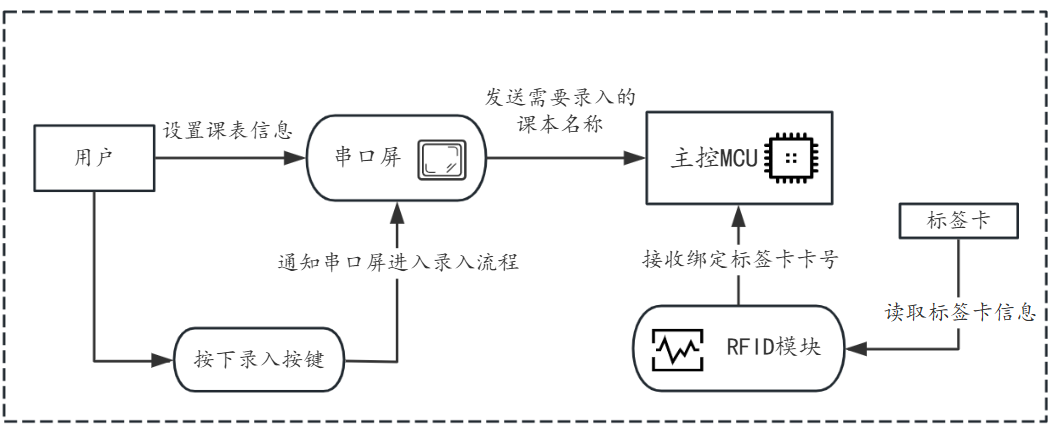 发送需要录入的
课本名称
设置课表信息
用户
串口屏
主控MCU
标签卡
通知串口屏进入录入流程
接收绑定标签卡卡号
读取标签卡信息
按下录入按键
RFID模块